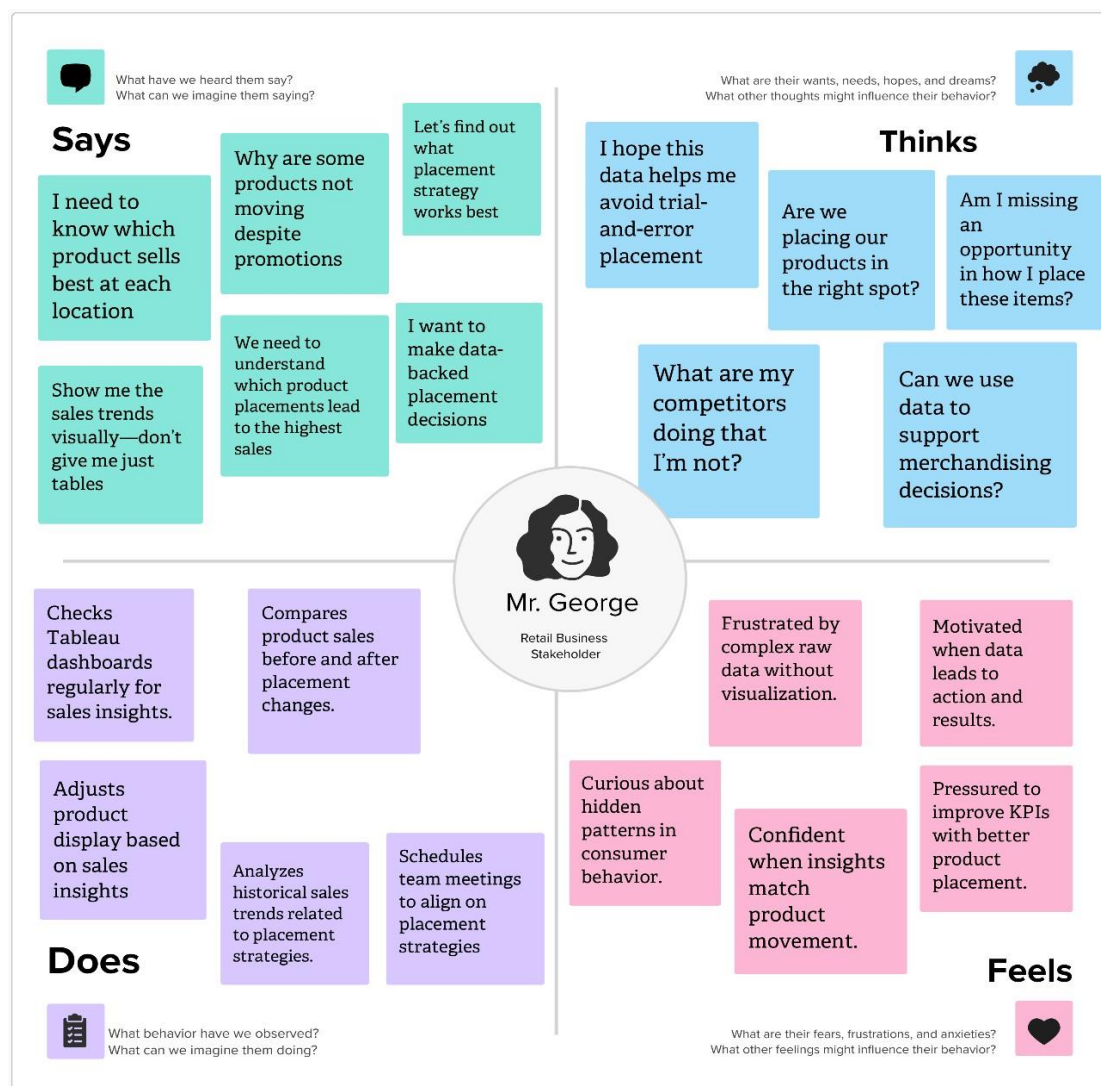 What have we heard them say?
What can we imagine them saying?
Says
I need to
know which
product sells
best at each
location
Why are some
products not
moving
despite
promotions
Let's find out
what
placement
strategy
works best
Show me the
sales trends
visually—don't
give me just
tables
We need to
understand
which product
placements lead
to the highest
sales
I want to
make data-
backed
placement
decisions
What are their wants, needs, hopes, and dreams?
What other thoughts might influence their behavior?
Thinks
I hope this
data helps me
avoid trial-
and-error
placement
Are we
placing our
products in
the right spot?
Am I missing
an
opportunity
in how I place
these items?
What are my
competitors
doing that
I'm not?
Can we use
data to
support
merchandising
decisions?
Mr. George
Retail Business
Stakeholder
Checks
Tableau
dashboards
regularly for
sales insights.
Compares
product sales
before and after
placement
changes.
Adjusts
product
display based
on sales
insights
Analyzes
historical sales
trends related
to placement
strategies.
Schedules
team meetings
to align on
placement
strategies
Does
What behavior have we observed?
What can we imagine them doing?
Frustrated by
complex raw
data without
visualization.
Motivated
when data
leads to
action and
results.
Curious about
hidden
patterns in
consumer
behavior.
Confident
when insights
match
product
movement.
Pressured to
improve KPIs
with better
product
placement.
Feels
What are their fears, frustrations, and anxieties?
What other feelings might influence their behavior?